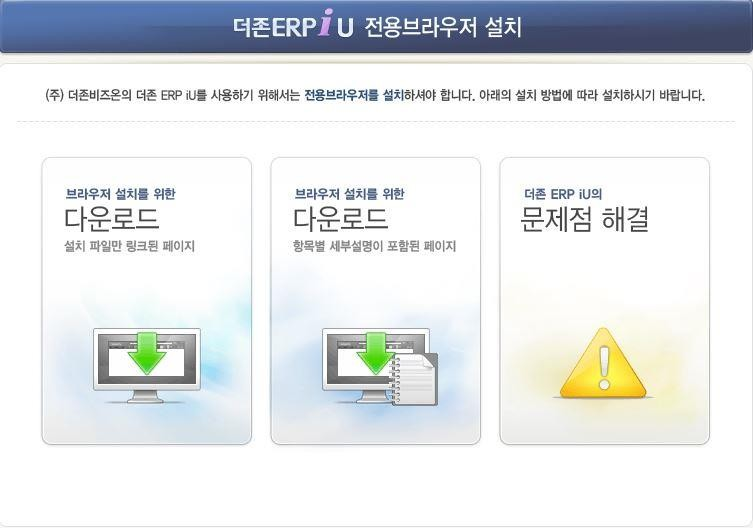 더존ERP iU 전용브라우저 설치
(주) 더존비즈온의 더존 ERP iU를 사용하기 위해서는 전용브라우저를 설치하셔야 합니다. 아래의 설치 방법에 따라 설치하시기 바랍니다.
브라우저 설치를 위한
다운로드
설치 파일만 링크된 페이지
브라우저 설치를 위한
다운로드
항목별 세부설명이 포함된 페이지
더존 ERP iU의
문제점 해결